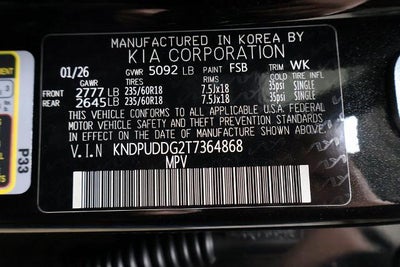 MANUFACTURED IN KOREA BY
KIA CORPORATION
01/26 GVWR 5092 LB PAINT FSB TRIM WK
GAWR TIRES RIMS COLD TIRE INFL
FRONT 2777 LB 235/60R18 7.5Jx18 35psi SINGLE
REAR 2645 LB 235/60R18 7.5Jx18 35psi SINGLE
THIS VEHICLE CONFORMS TO ALL APPLICABLE U.S.A. FEDERAL
MOTOR VEHICLE SAFETY AND THEFT PREVENTION STANDARDS
IN EFFECT ON THE DATE OF MANUFACTURE SHOWN ABOVE.
V.I.N KNDPUDDG2T7364868
MPV
P33